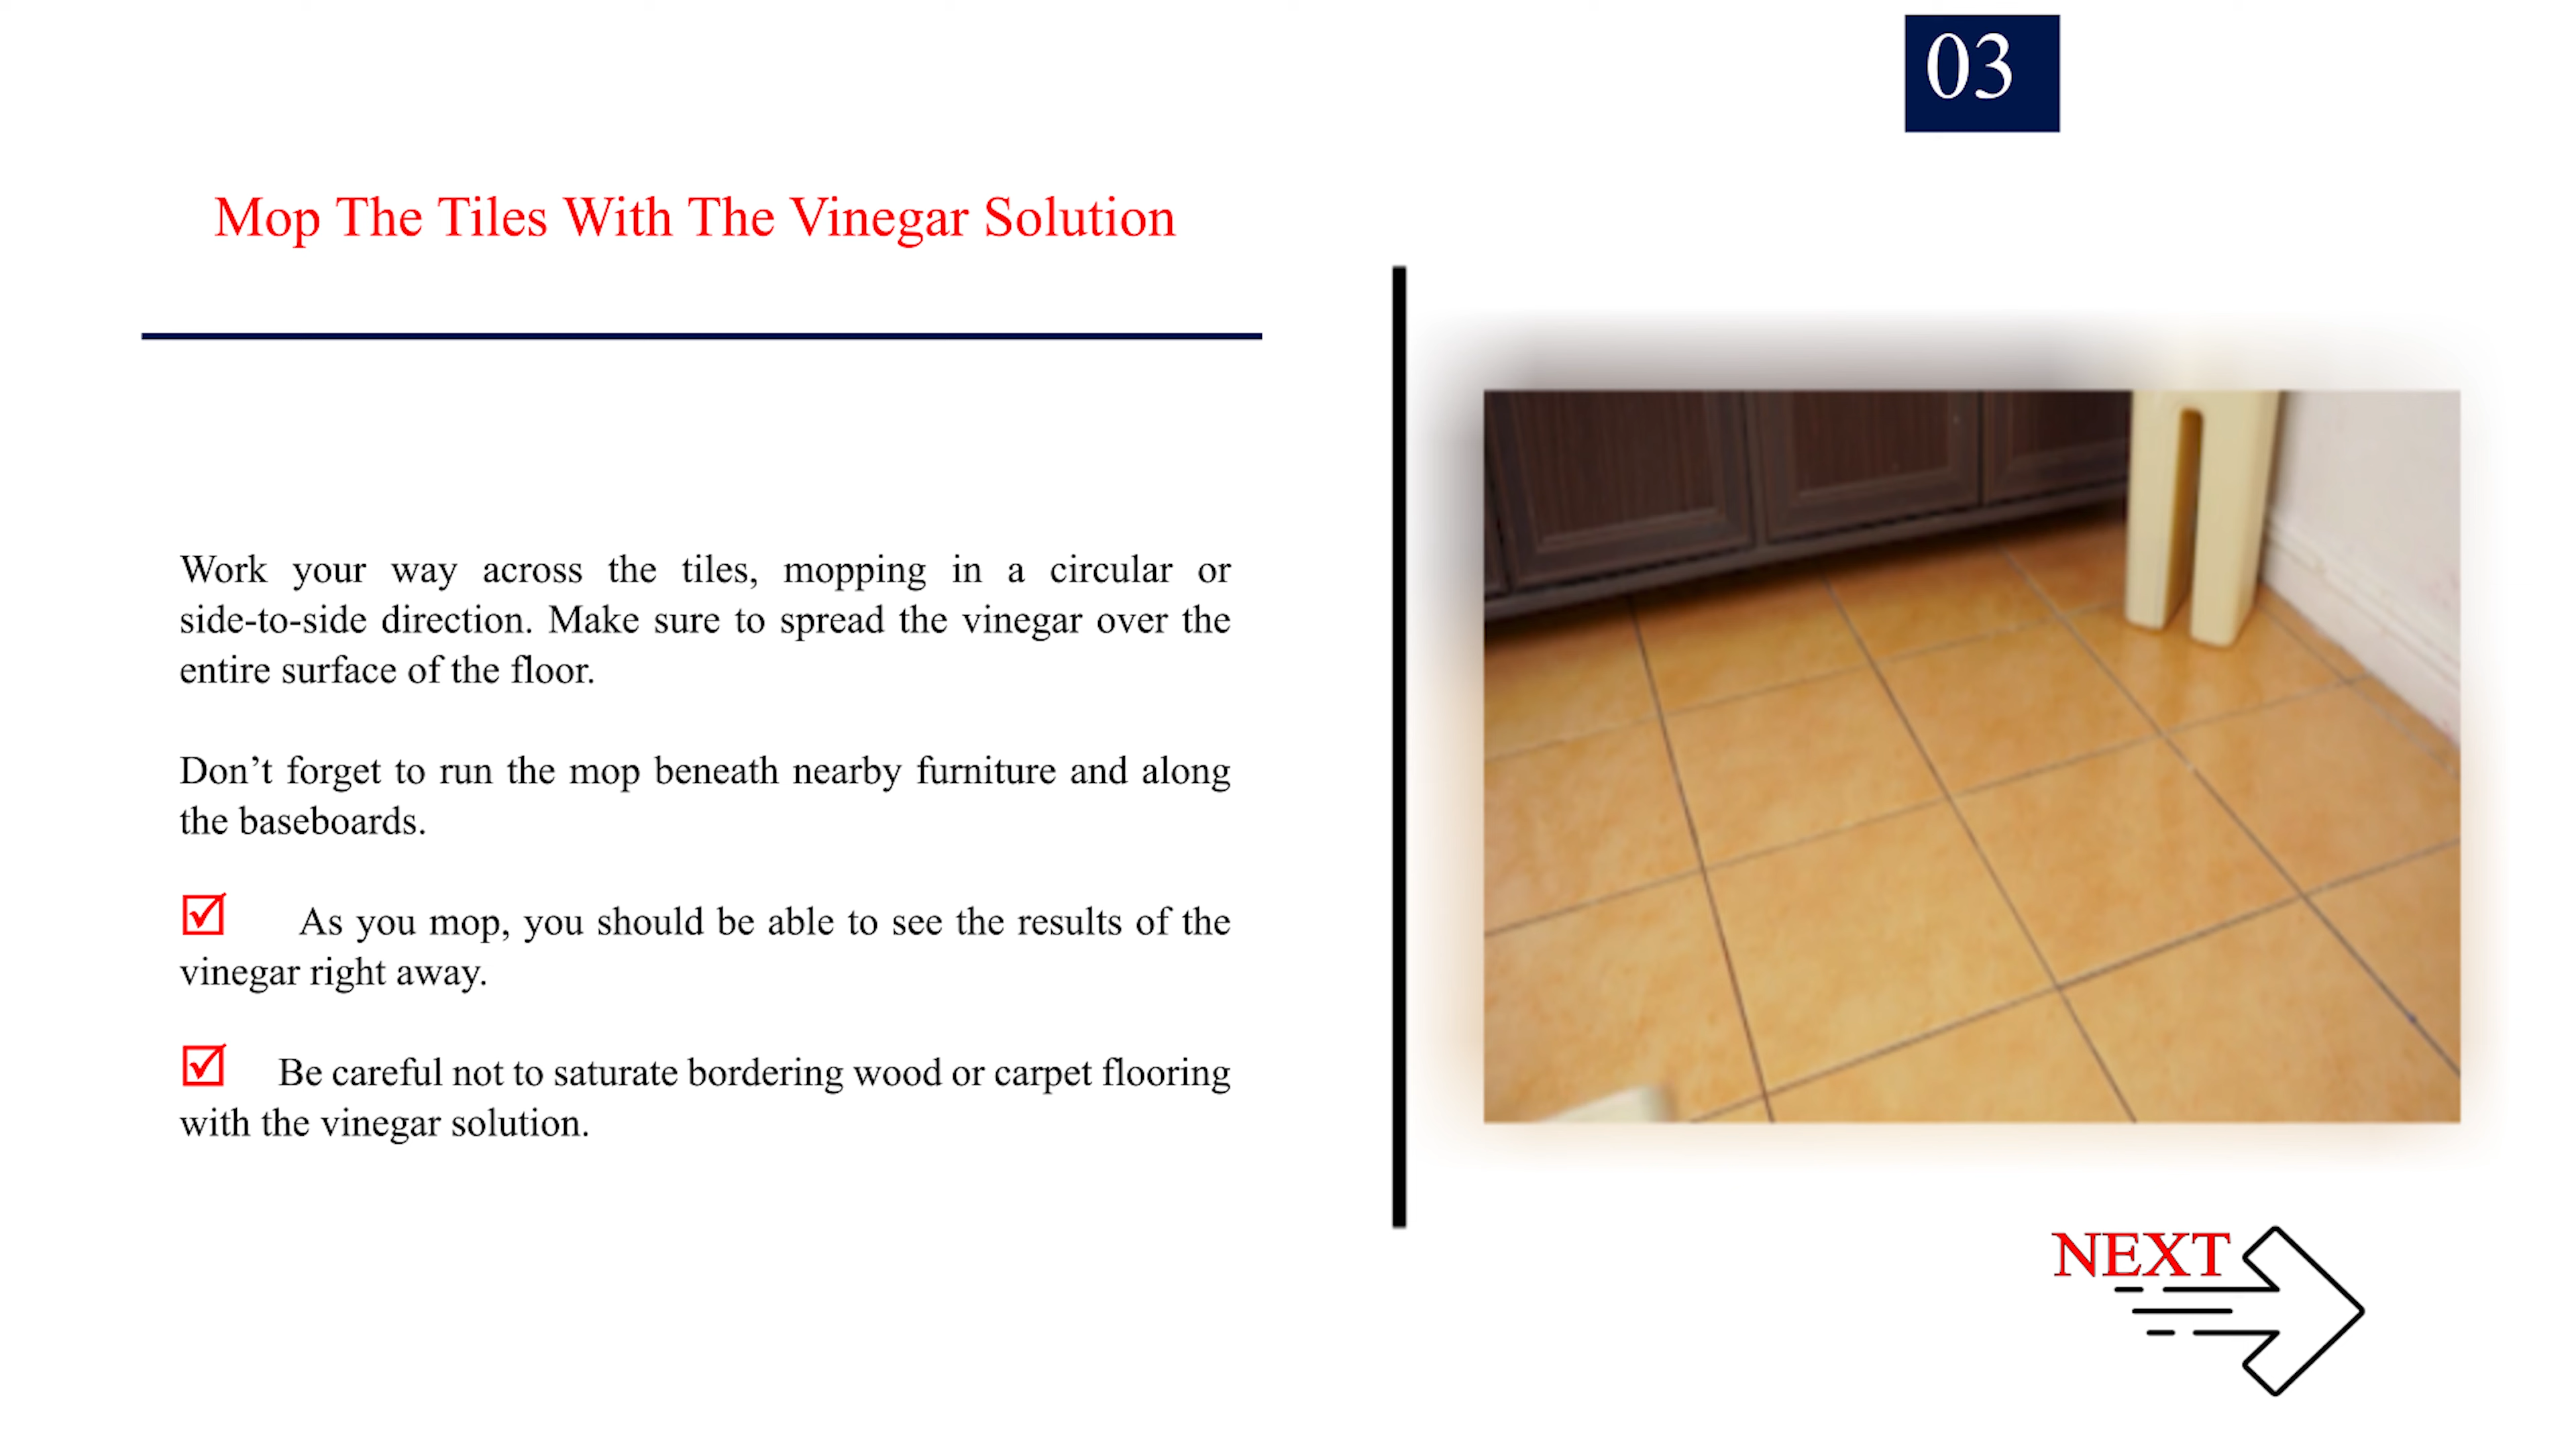 03
Mop The Tiles With The Vinegar Solution
Work your way across the tiles, mopping in a circular or
side-to-side direction. Make sure to spread the vinegar over the
entire surface of the floor.
Don’t forget to run the mop beneath nearby furniture and along
the baseboards.
As you mop, you should be able to see the results of the
vinegar right away.
Be careful not to saturate bordering wood or carpet flooring
with the vinegar solution.
NEXT